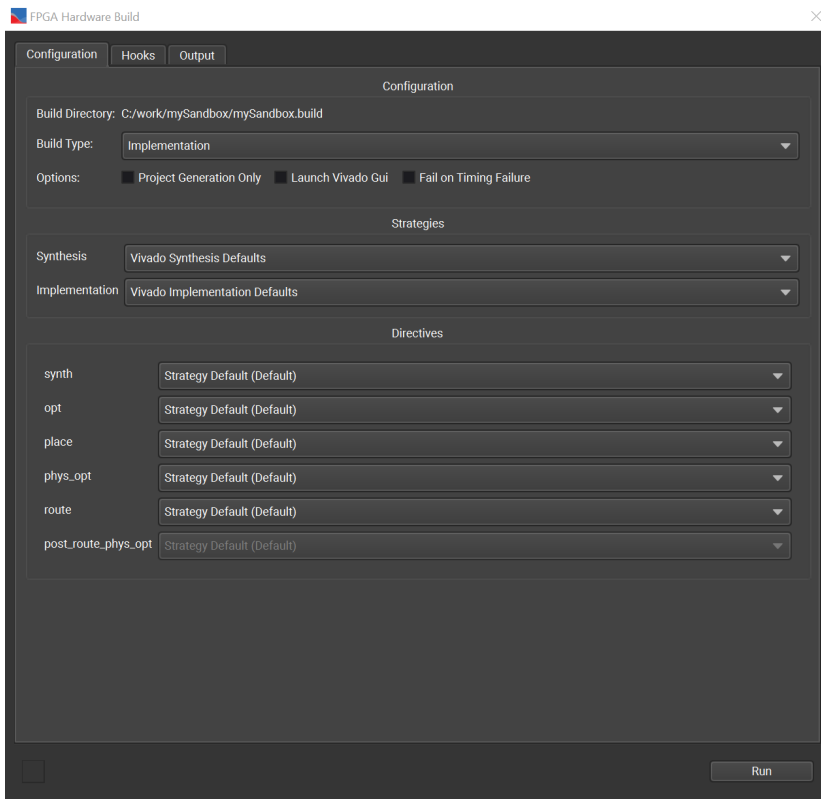 FPGA Hardware Build
Configuration Hooks Output
Configuration
Build Directory: C:/work/mySandbox/mySandbox.build
Build Type: Implementation
Options: Project Generation Only Launch Vivado Gui Fail on Timing Failure
Strategies
Synthesis Vivado Synthesis Defaults
Implementation Vivado Implementation Defaults
Directives
synth Strategy Default (Default)
opt Strategy Default (Default)
place Strategy Default (Default)
phys_opt Strategy Default (Default)
route Strategy Default (Default)
post_route_phys_opt Strategy Default (Default)
Run